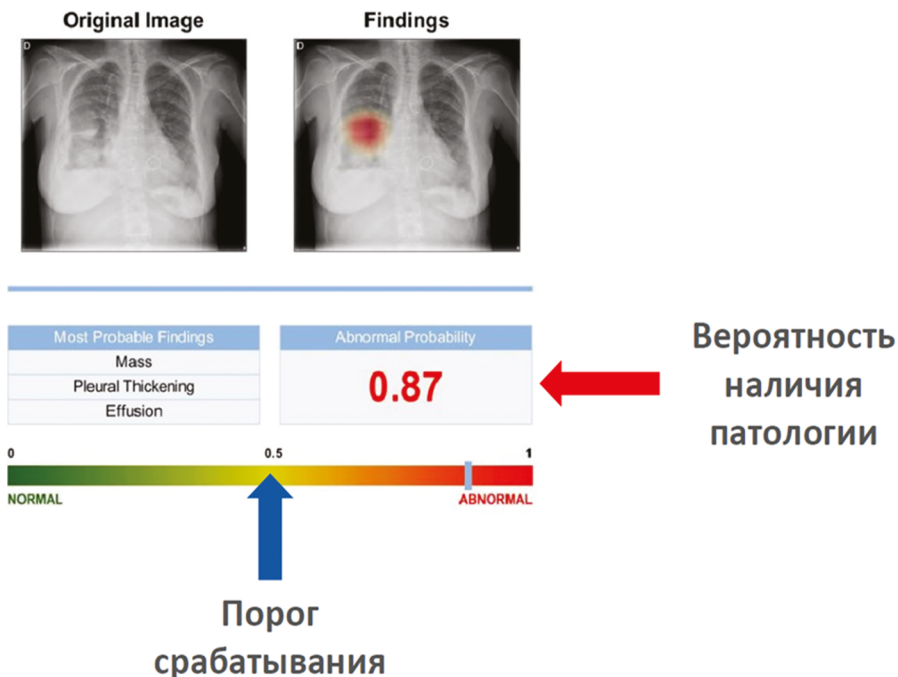 Original Image
Findings
D
D
Most Probable Findings
Mass
Pleural Thickening
Effusion
Abnormal Probability
0.87
Вероятность
наличия
патологии
0
0.5
1
NORMAL
ABNORMAL
Порог
срабатывания